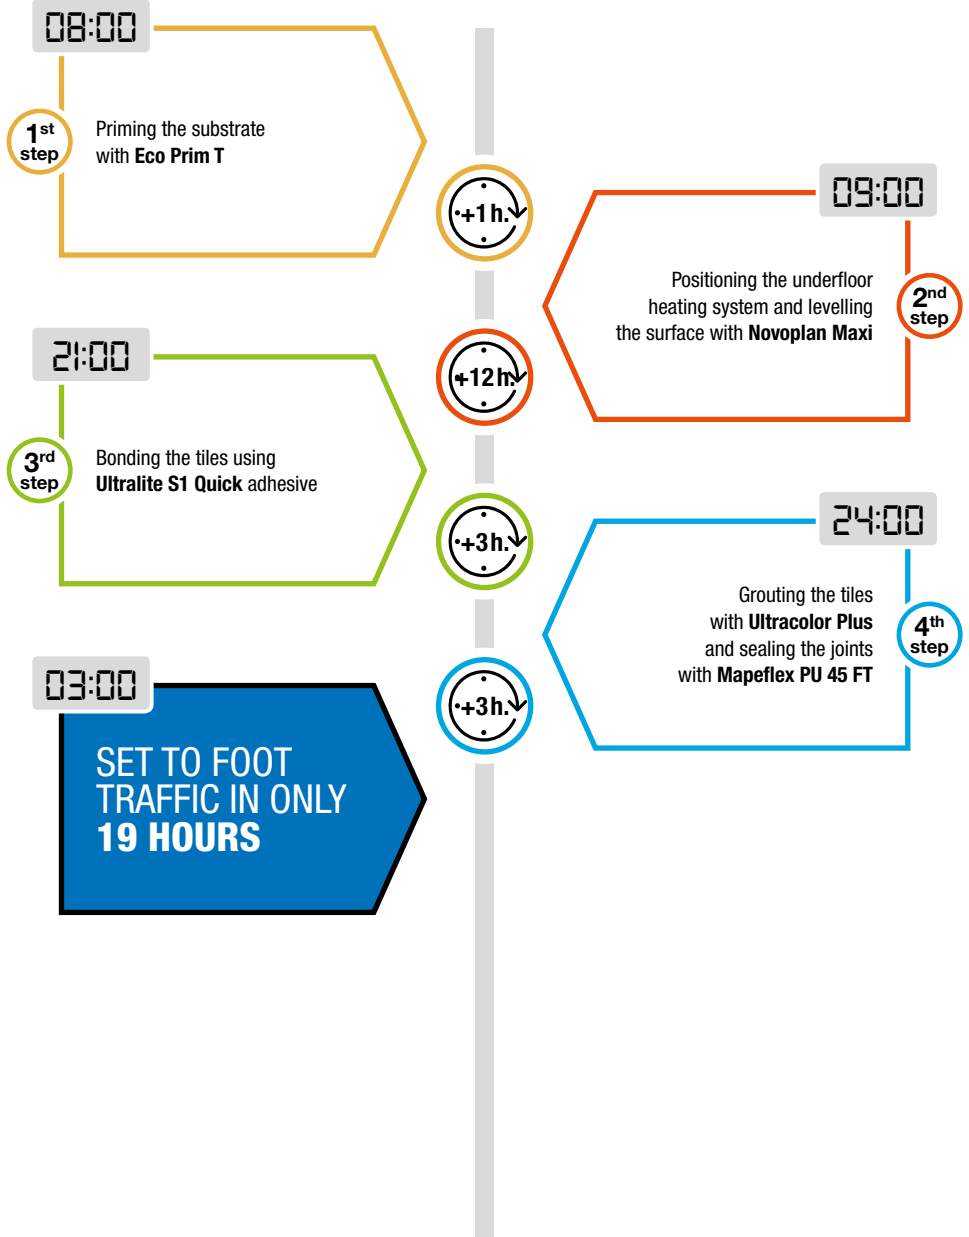 08:00
1st
step
Priming the substrate
with Eco Prim T
+1h.
09:00
2nd
step
Positioning the underfloor
heating system and levelling
the surface with Novoplan Maxi
+12h.
21:00
3rd
step
Bonding the tiles using
Ultralite S1 Quick adhesive
+3h.
24:00
4th
step
Grouting the tiles
with Ultracolor Plus
and sealing the joints
with Mapeflex PU 45 FT
+3h.
03:00
SET TO FOOT
TRAFFIC IN ONLY
19 HOURS